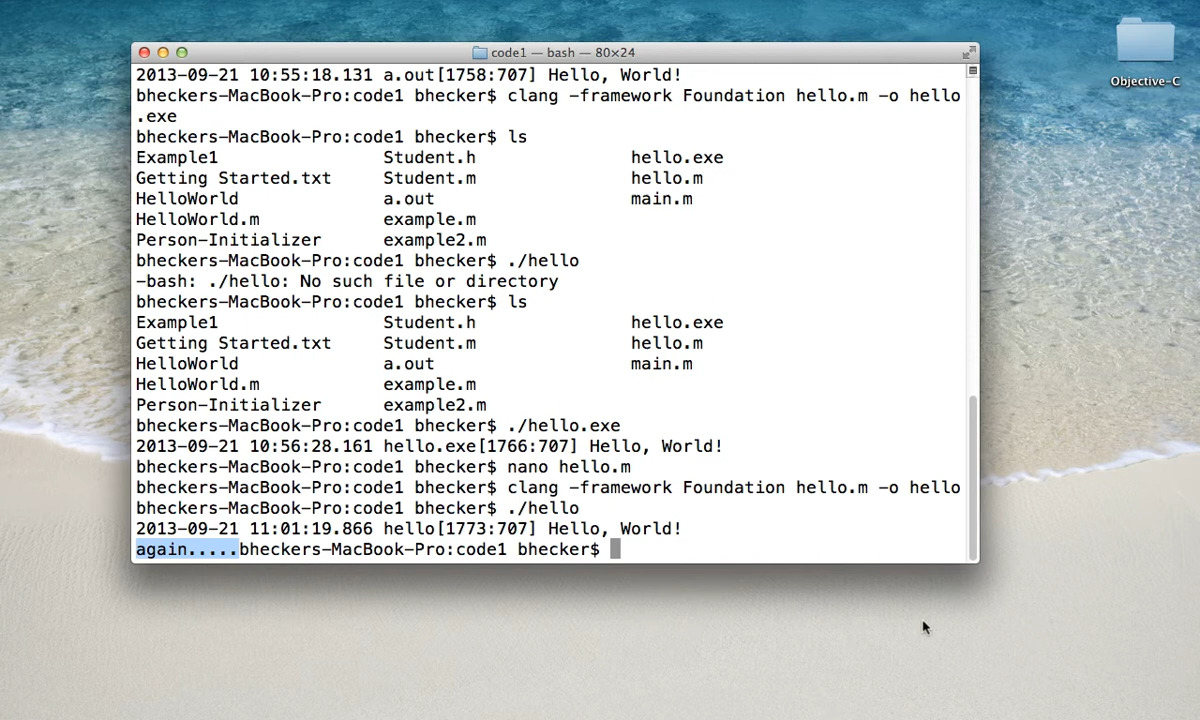 code1 — bash — 80×24
2013-09-21 10:55:18.131 a.out[1758:707] Hello, World!
bheckers-MacBook-Pro:code1 bhecker$ clang -framework Foundation hello.m -o hello
.exe
bheckers-MacBook-Pro:code1 bhecker$ ls
Example1 Student.h hello.exe
Getting Started.txt Student.m hello.m
HelloWorld a.out main.m
HelloWorld.m example.m
Person-Initializer example2.m
bheckers-MacBook-Pro:code1 bhecker$ ./hello
-bash: ./hello: No such file or directory
bheckers-MacBook-Pro:code1 bhecker$ ls
Example1 Student.h hello.exe
Getting Started.txt Student.m hello.m
HelloWorld a.out main.m
HelloWorld.m example.m
Person-Initializer example2.m
bheckers-MacBook-Pro:code1 bhecker$ ./hello.exe
2013-09-21 10:56:28.161 hello.exe[1766:707] Hello, World!
bheckers-MacBook-Pro:code1 bhecker$ nano hello.m
bheckers-MacBook-Pro:code1 bhecker$ clang -framework Foundation hello.m -o hello
bheckers-MacBook-Pro:code1 bhecker$ ./hello
2013-09-21 11:01:19.866 hello[1773:707] Hello, World!
again.....bheckers-MacBook-Pro:code1 bhecker$
Objective-C